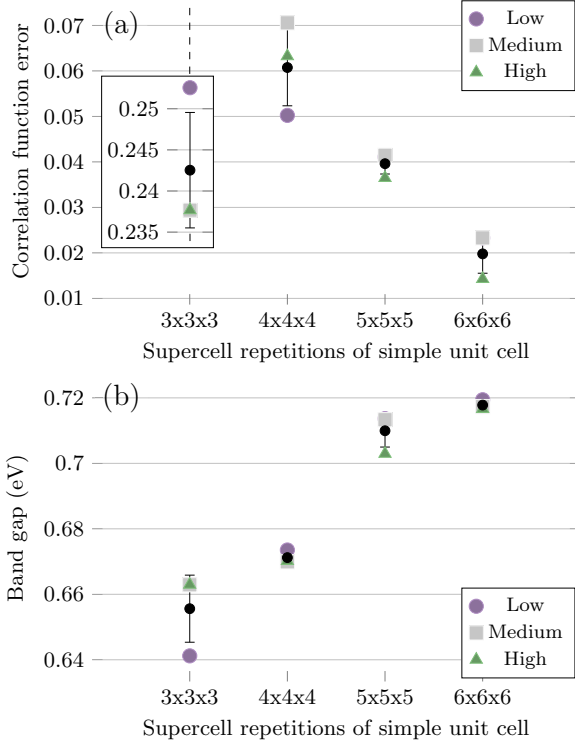 (a)
Correlation function error
0.07
0.06
0.05
0.04
0.03
0.02
0.01
0.25
0.245
0.24
0.235
Low
Medium
High
3x3x3 4x4x4 5x5x5 6x6x6
Supercell repetitions of simple unit cell
(b)
Band gap (eV)
0.72
0.7
0.68
0.66
0.64
Low
Medium
High
3x3x3 4x4x4 5x5x5 6x6x6
Supercell repetitions of simple unit cell